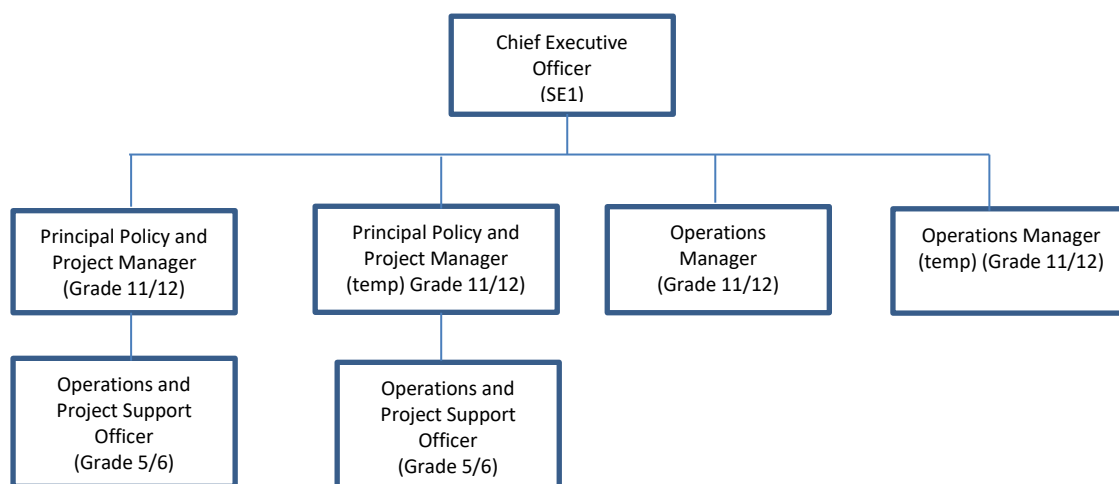 Chief Executive
Officer
(SE1)
Principal Policy and
Project Manager
(Grade 11/12)
Principal Policy and
Project Manager
(temp) Grade 11/12)
Operations
Manager
(Grade 11/12)
Operations Manager
(temp) (Grade 11/12)
Operations and
Project Support
Officer
(Grade 5/6)
Operations and
Project Support
Officer
(Grade 5/6)